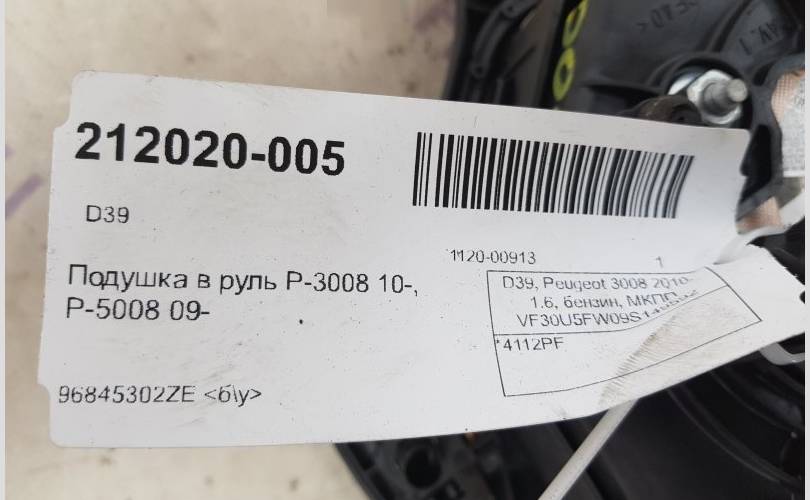 212020-005
D39
1120-00913 1
Подушка в руль P-3008 10-,
P-5008 09-
D39, Peugeot 3008 2010-
1.6, бензин, МКПП
*4112PF
96845302ZE <б\у>